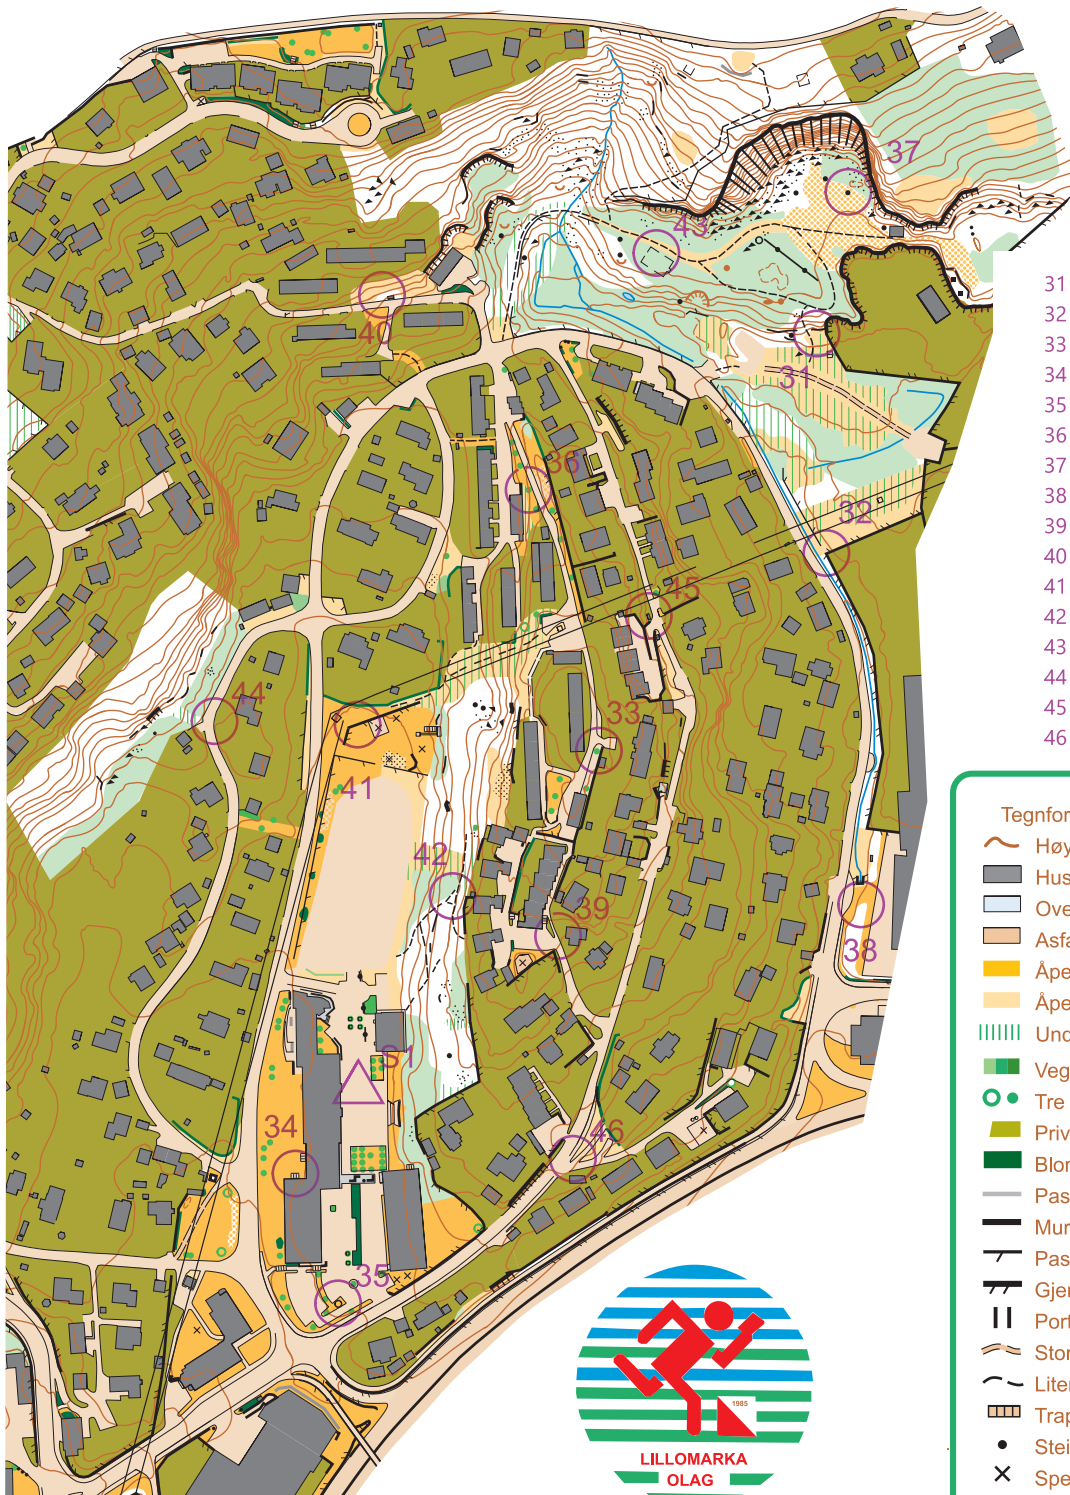 37
43
40
31
36
32
45
44
33
41
42
39
38
S1
34
46
35
31
32
33
34
35
36
37
38
39
40
41
42
43
44
45
46
Tegnfor
Høy
Hus
Ove
Asfa
Åpe
Åpe
Und
Veg
Tre
Priv
Blom
Pas
Mur
Pas
Gjer
Port
Stor
Liter
Trap
Stei
Spe
1985
LILLOMARKA
OLAG